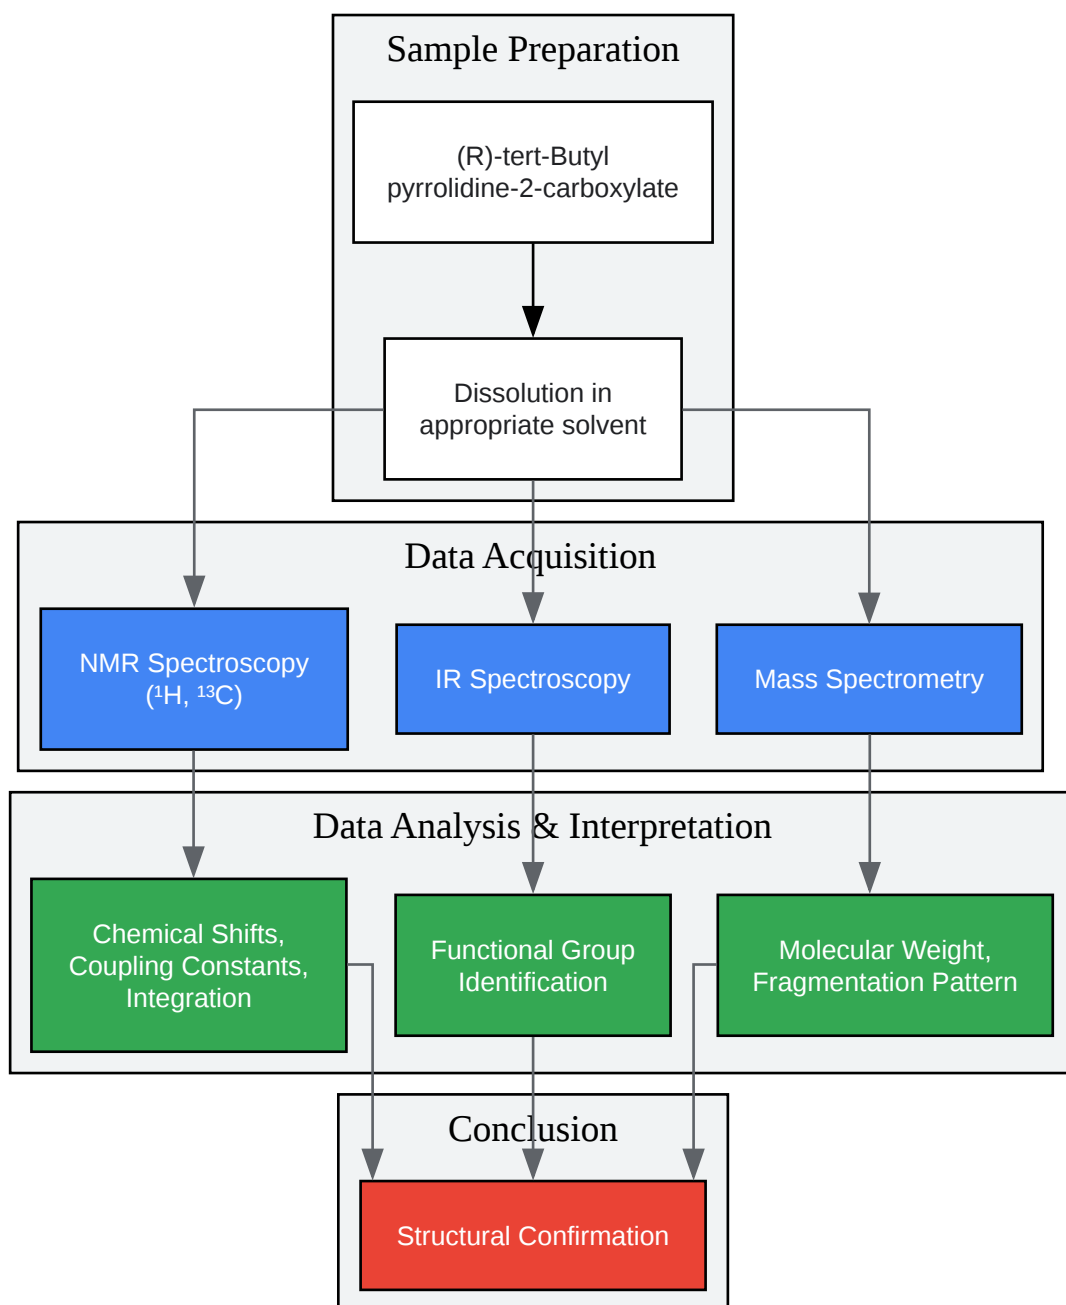 Sample Preparation
(R)-tert-Butyl
pyrrolidine-2-carboxylate
Dissolution in
appropriate solvent
Data Acquisition
NMR Spectroscopy
(¹H, ¹³C)
IR Spectroscopy
Mass Spectrometry
Data Analysis & Interpretation
Chemical Shifts,
Coupling Constants,
Integration
Functional Group
Identification
Molecular Weight,
Fragmentation Pattern
Conclusion
Structural Confirmation